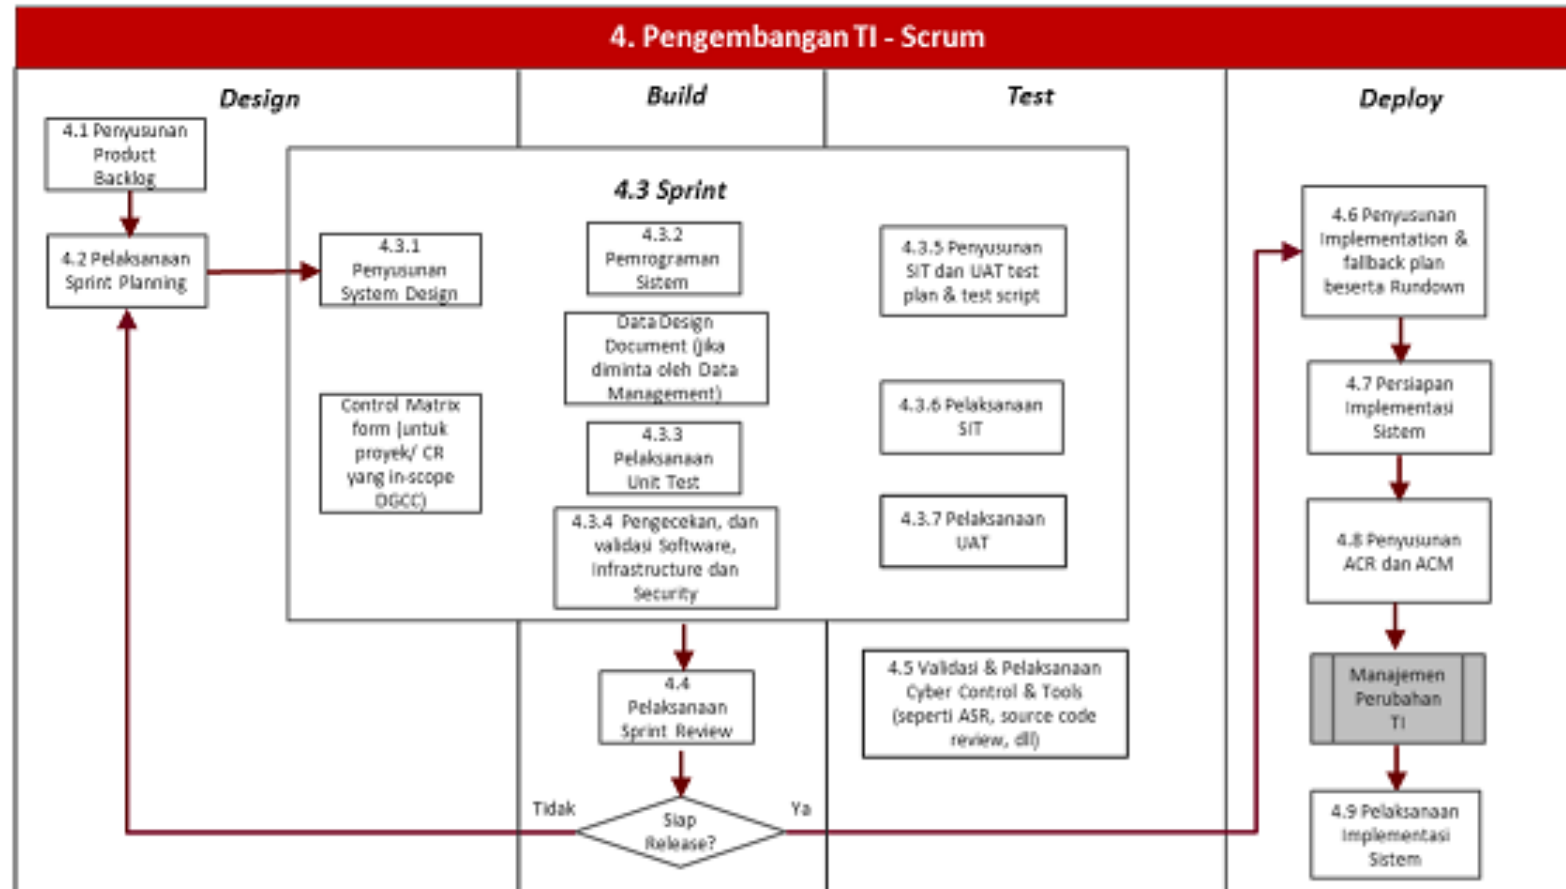 4. Pengembangan TI - Scrum
Design
Build
Test
Deploy
4.1 Penyusunan
Product
Backlog
4.2 Pelaksanaan
Sprint Planning
4.3 Sprint
4.3.1
Penyusunan
System Design
Control Matrix
form (untuk
proyek/ CR
yang in-scope
DGCC)
4.3.2
Pemrograman
Sistem
Data Design
Document (jika
diminta oleh Data
Management)
4.3.3
Pelaksanaan
Unit Test
4.3.4 Pengecekan, dan
validasi Software,
Infrastructure dan
Security
4.3.5 Penyusunan
SIT dan UAT test
plan & test script
4.3.6 Pelaksanaan
SIT
4.3.7 Pelaksanaan
UAT
4.4
Pelaksanaan
Sprint Review
Tidak
Siap
Release?
Ya
4.5 Validasi & Pelaksanaan
Cyber Control & Tools
(seperti ASR, source code
review, dll)
4.6 Penyusunan
Implementation &
fallback plan
beserta Rundown
4.7 Persiapan
Implementasi
Sistem
4.8 Penyusunan
ACR dan ACM
Manajemen
Perubahan
TI
4.9 Pelaksanaan
Implementasi
Sistem